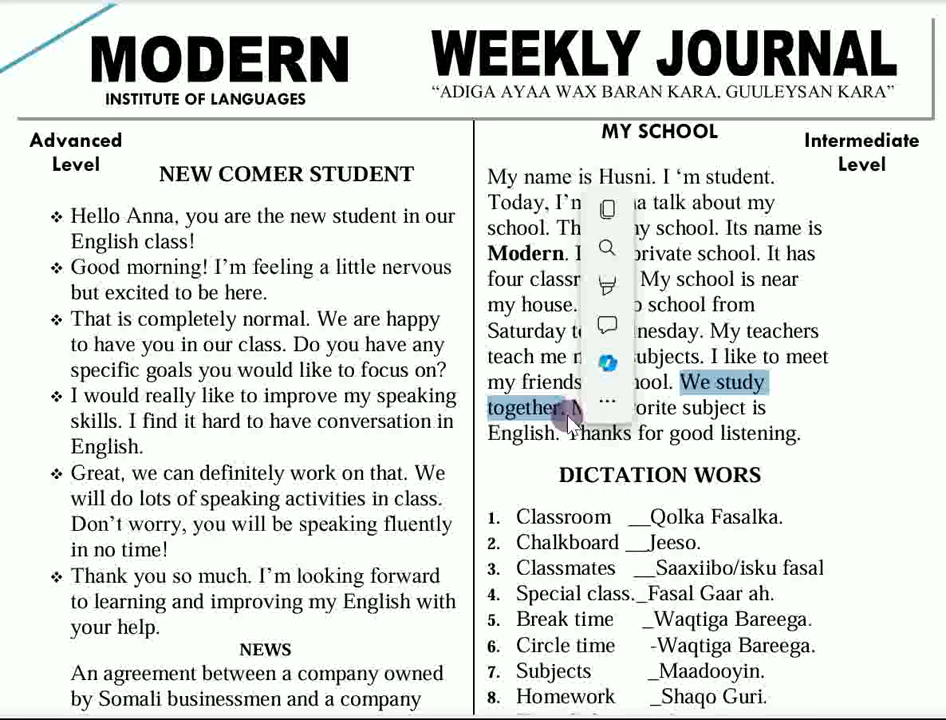 MODERN
INSTITUTE OF LANGUAGES
WEEKLY JOURNAL
“ADIGA AYAA WAX BARAN KARA, GUULEYSAN KARA”
Advanced
Level
NEW COMER STUDENT
❖ Hello Anna, you are the new student in our
English class!
❖ Good morning! I’m feeling a little nervous
but excited to be here.
❖ That is completely normal. We are happy
to have you in our class. Do you have any
specific goals you would like to focus on?
❖ I would really like to improve my speaking
skills. I find it hard to have conversation in
English.
❖ Great, we can definitely work on that. We
will do lots of speaking activities in class.
Don’t worry, you will be speaking fluently
in no time!
❖ Thank you so much. I’m looking forward
to learning and improving my English with
your help.
NEWS
An agreement between a company owned
by Somali businessmen and a company
MY SCHOOL
Intermediate
Level
My name is Husni. I ‘m student.
Today, I’m talk about my
school. my school. Its name is
Modern. private school. It has
four My school is near
my house. school from
Saturday My teachers
teach me subjects. I like to meet
my friends We study
together. subject is
English. Thanks for good listening.
DICTATION WORS
1. Classroom __Qolka Fasalka.
2. Chalkboard __Jeeso.
3. Classmates __Saaxiibo/isku fasal
4. Special class._Fasal Gaar ah.
5. Break time _Waqtiga Bareega.
6. Circle time -Waqtiga Bareega.
7. Subjects _Maadooyin.
8. Homework _Shaqo Guri.